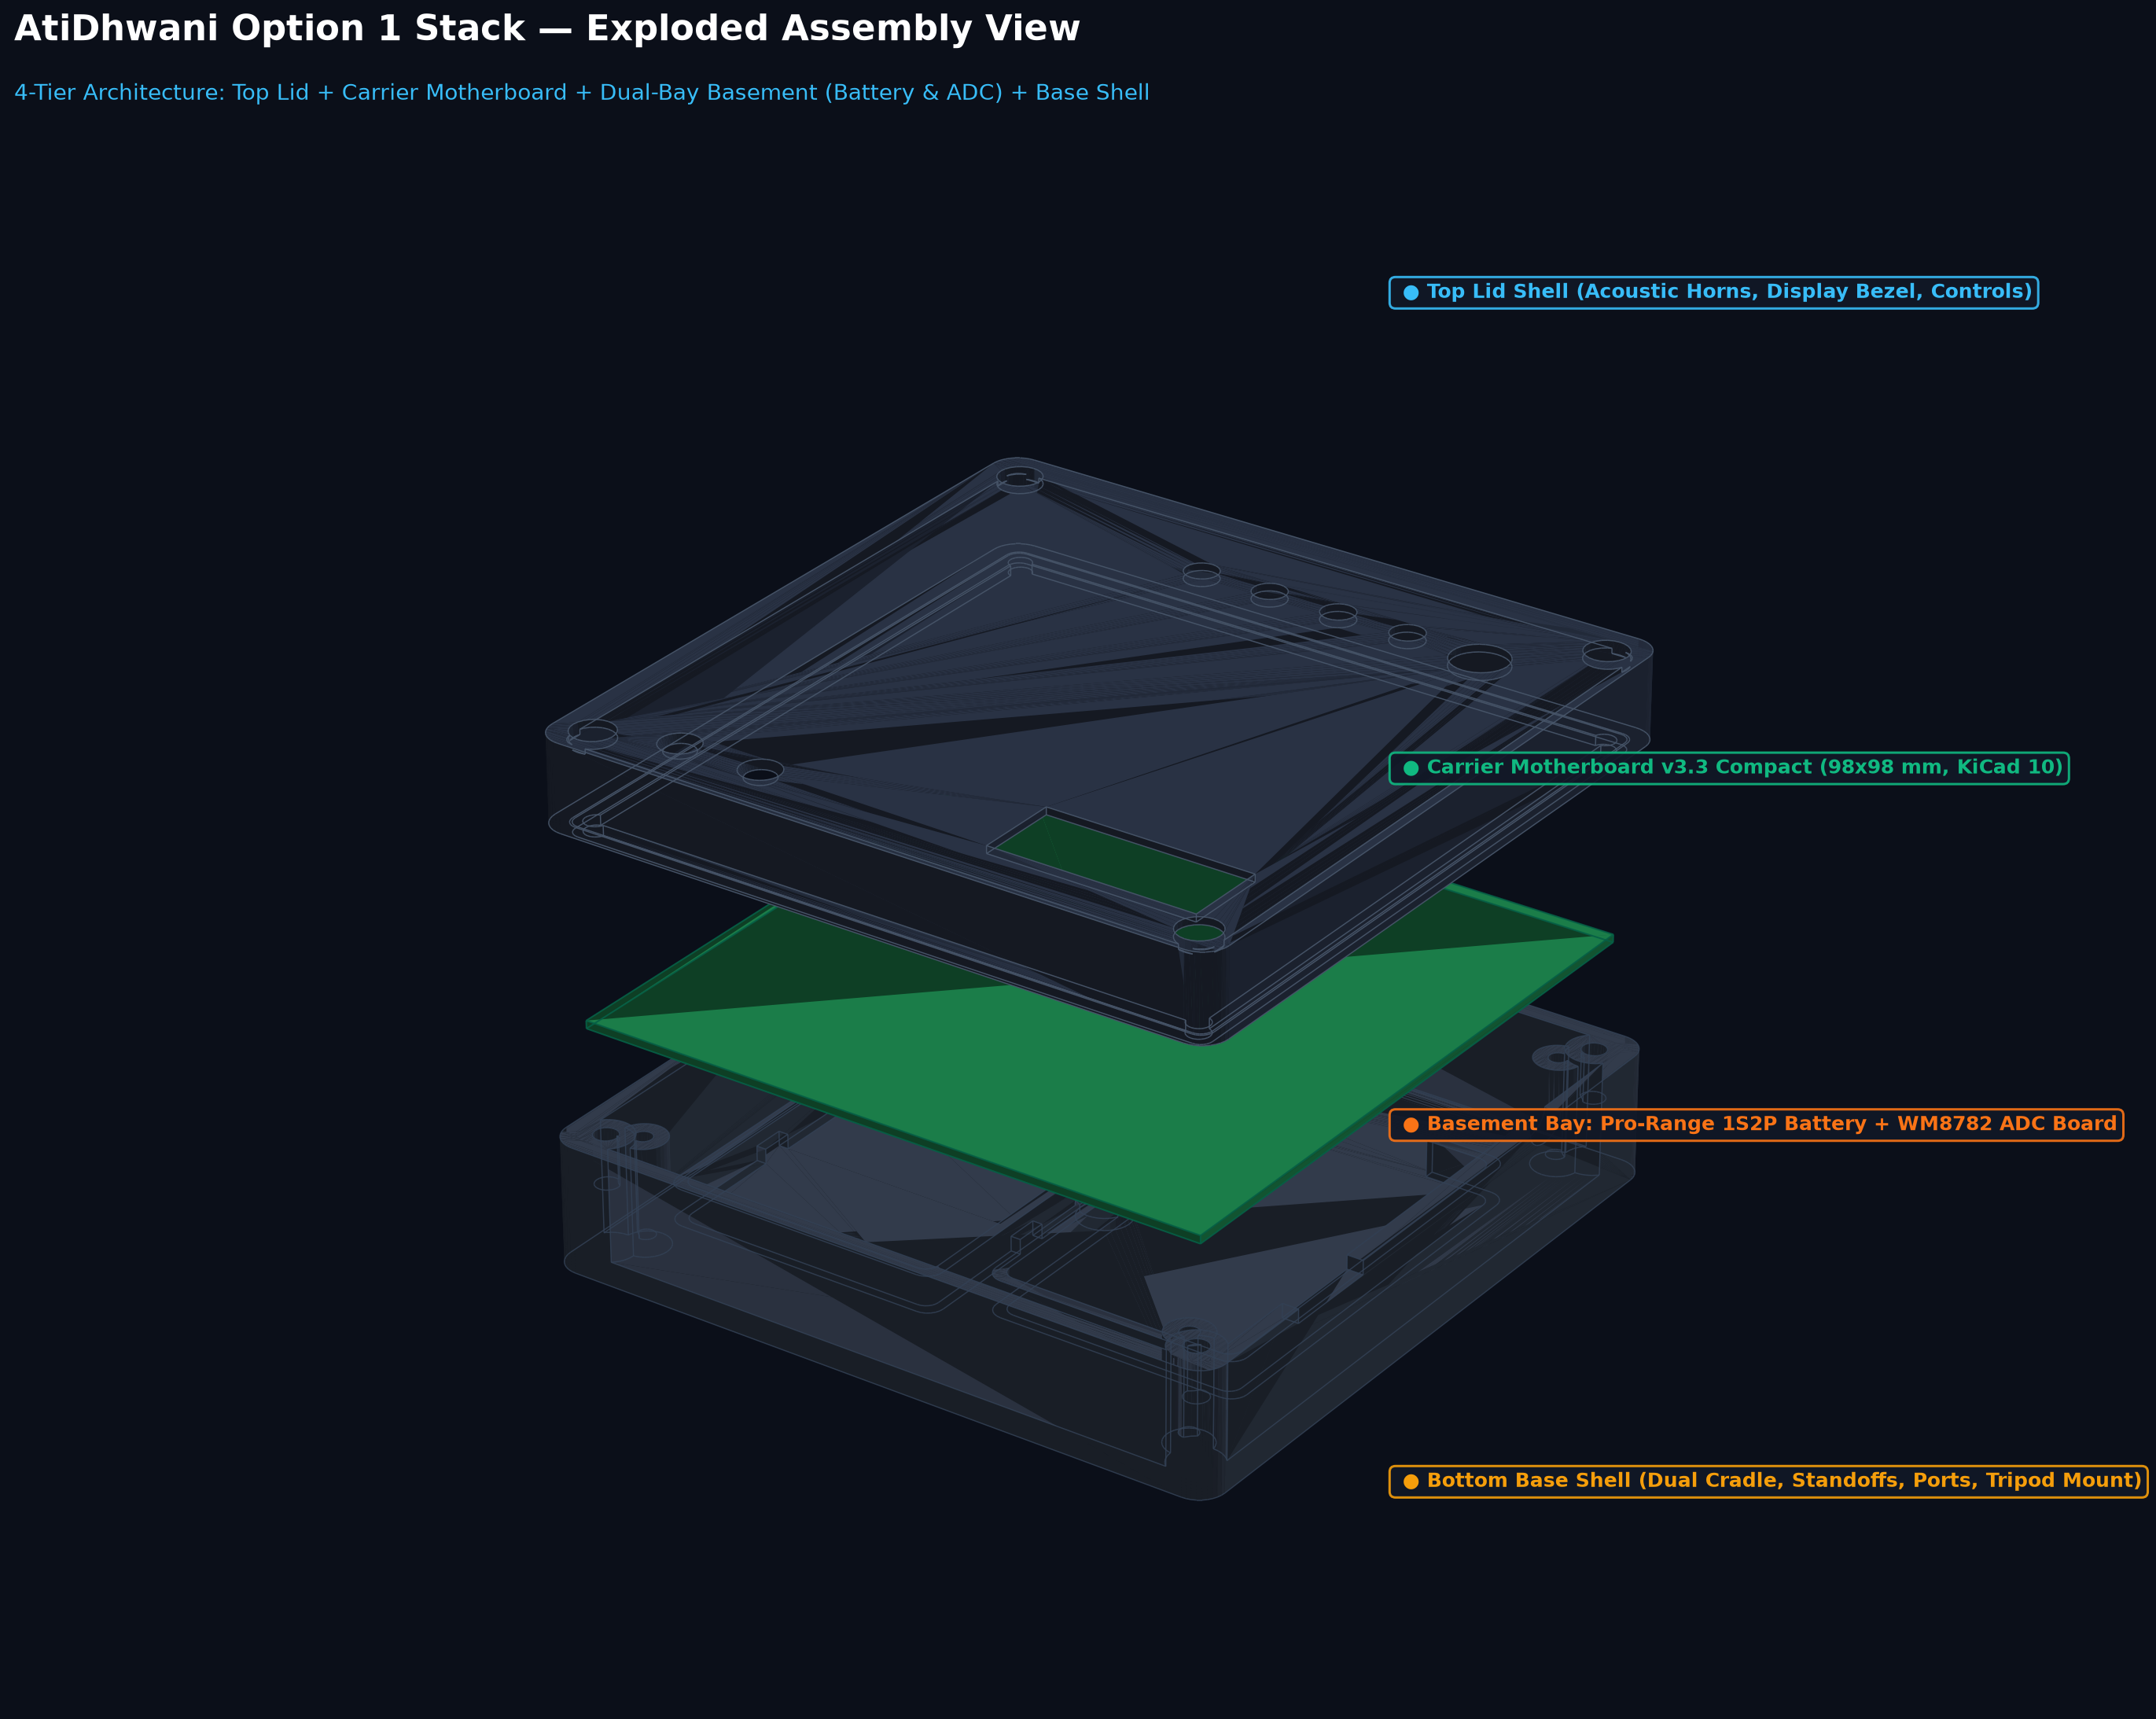 AtiDhwani Option 1 Stack — Exploded Assembly View
4-Tier Architecture: Top Lid + Carrier Motherboard + Dual-Bay Basement (Battery & ADC) + Base Shell
● Top Lid Shell (Acoustic Horns, Display Bezel, Controls)
● Carrier Motherboard v3.3 Compact (98x98 mm, KiCad 10)
● Basement Bay: Pro-Range 1S2P Battery + WM8782 ADC Board
● Bottom Base Shell (Dual Cradle, Standoffs, Ports, Tripod Mount)